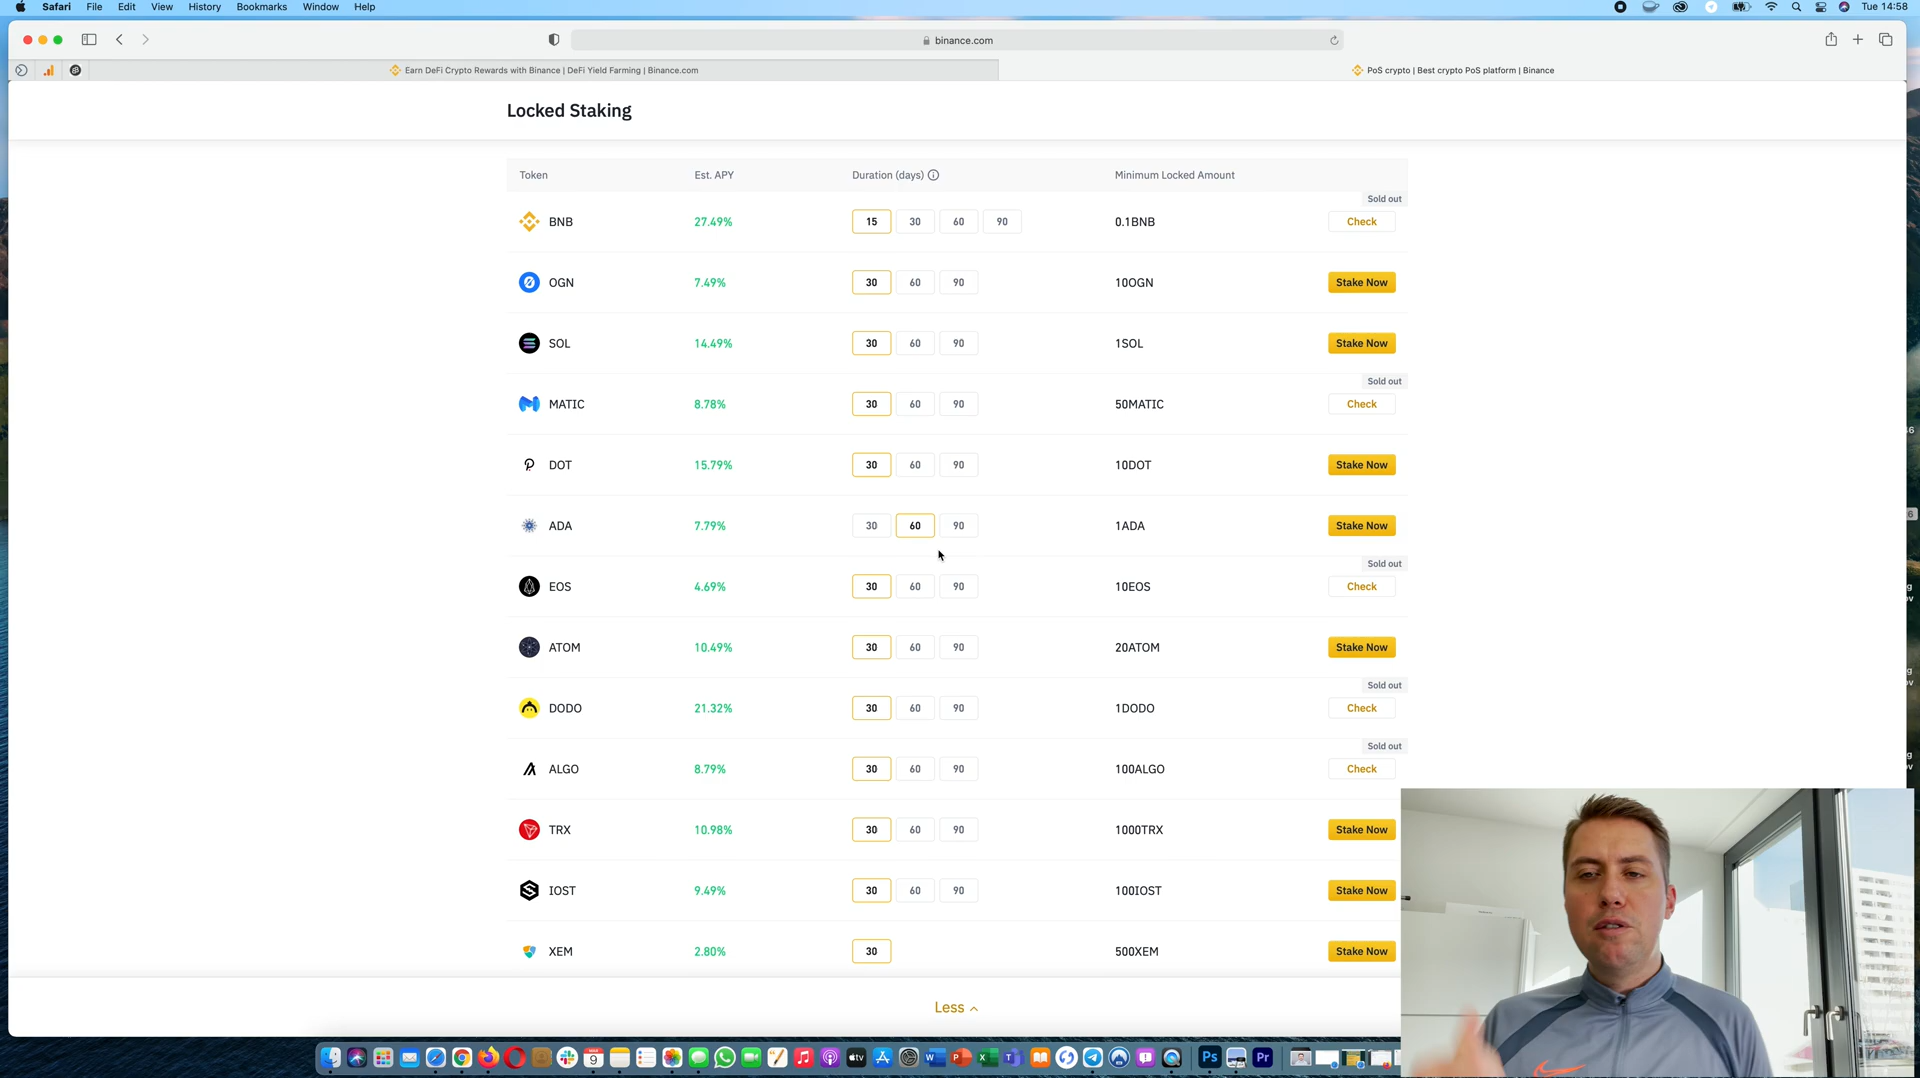 Safari File Edit View History Bookmarks Window Help
Tue 14:58
binance.com
Earn DeFi Crypto Rewards with Binance | DeFi Yield Farming | Binance.com
PoS crypto | Best crypto PoS platform | Binance
Locked Staking
Token Est. APY Duration (days) Minimum Locked Amount
Sold out
BNB 27.49% 15 30 60 90 0.1BNB Check
OGN 7.49% 30 60 90 10OGN Stake Now
SOL 14.49% 30 60 90 1SOL Stake Now
Sold out
MATIC 8.78% 30 60 90 50MATIC Check
DOT 15.79% 30 60 90 10DOT Stake Now
ADA 7.79% 30 60 90 1ADA Stake Now
Sold out
EOS 4.69% 30 60 90 10EOS Check
ATOM 10.49% 30 60 90 20ATOM Stake Now
Sold out
DODO 21.32% 30 60 90 1DODO Check
Sold out
ALGO 8.79% 30 60 90 100ALGO Check
TRX 10.98% 30 60 90 1000TRX Stake Now
IOST 9.49% 30 60 90 100IOST Stake Now
XEM 2.80% 30 500XEM Stake Now
Less
9
tv
Ps
Pr